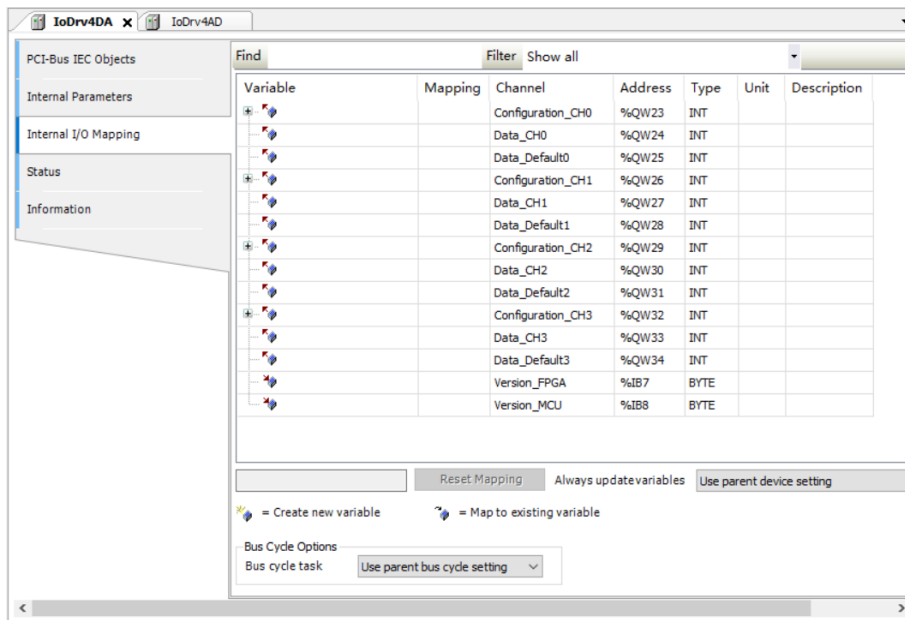 IoDrv4DA x IoDrv4AD
PCI-Bus IEC Objects
Internal Parameters
Internal I/O Mapping
Status
Information
Find Filter Show all
Variable Mapping Channel Address Type Unit Description
Configuration_CH0 %QW23 INT
Data_CH0 %QW24 INT
Data_Default0 %QW25 INT
Configuration_CH1 %QW26 INT
Data_CH1 %QW27 INT
Data_Default1 %QW28 INT
Configuration_CH2 %QW29 INT
Data_CH2 %QW30 INT
Data_Default2 %QW31 INT
Configuration_CH3 %QW32 INT
Data_CH3 %QW33 INT
Data_Default3 %QW34 INT
Version_FPGA %IB7 BYTE
Version_MCU %IB8 BYTE
Reset Mapping Always update variables Use parent device setting
= Create new variable = Map to existing variable
Bus Cycle Options
Bus cycle task Use parent bus cycle setting